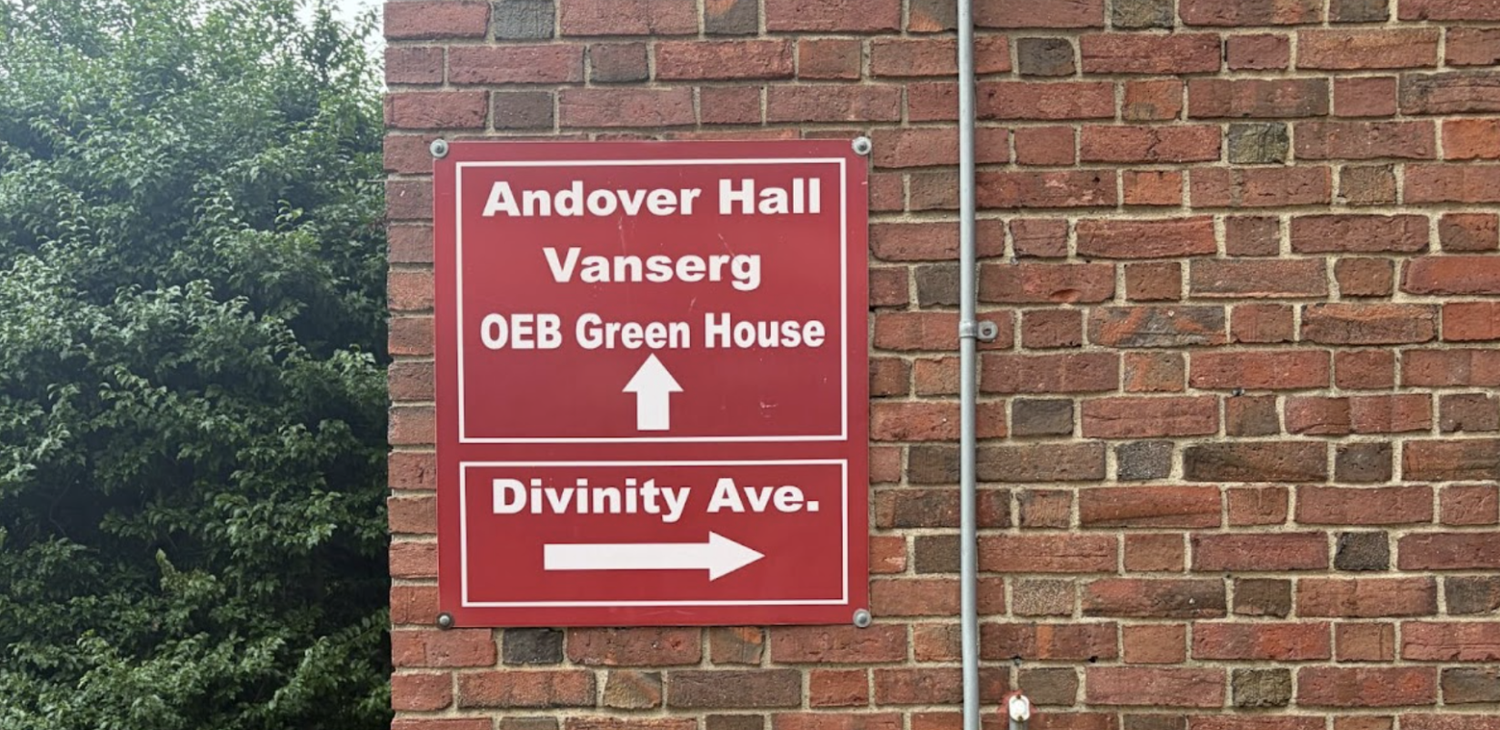 Andover Hall
Vanserg
OEB Green House
Divinity Ave.